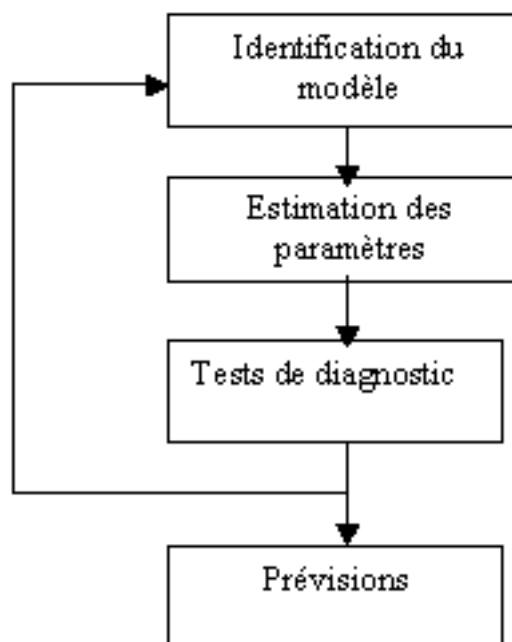 Identification du
modèle
Estimation des
paramètres
Tests de diagnostic
Prévisions